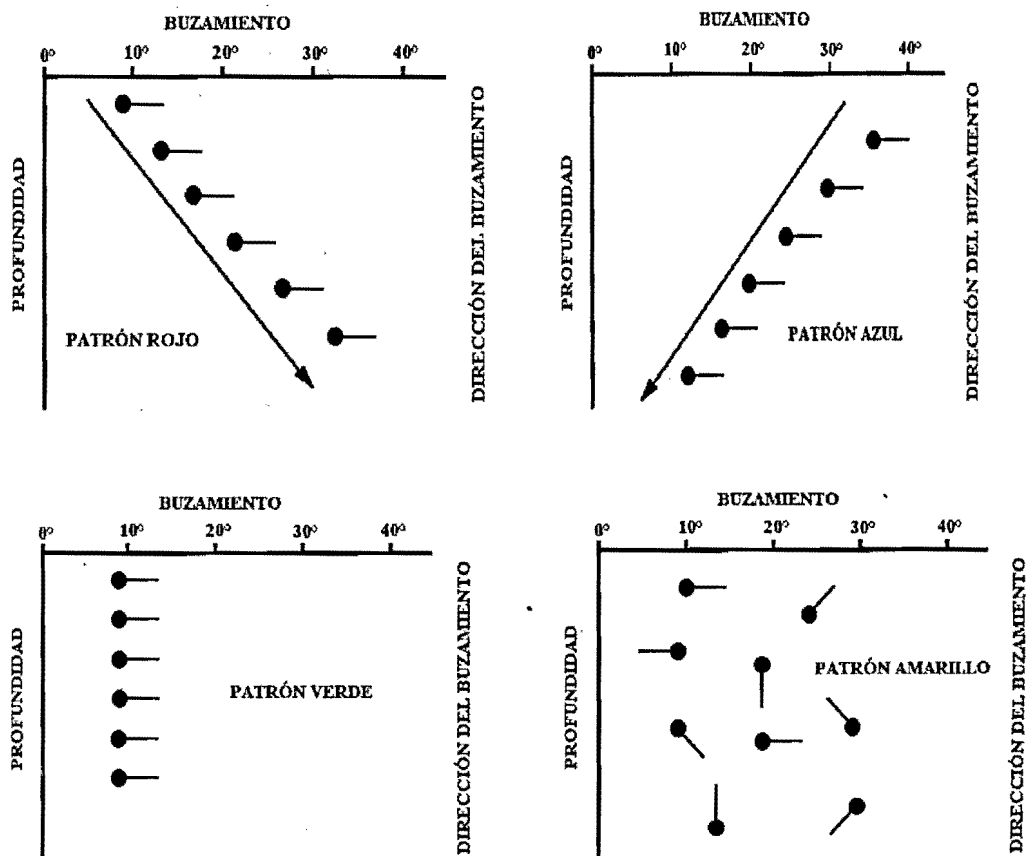 BUZAMIENTO
0° 10° 20° 30° 40°
PROFUNDIDAD
PATRÓN ROJO
DIRECCIÓN DEL BUZAMIENTO
BUZAMIENTO
0° 10° 20° 30° 40°
PROFUNDIDAD
PATRÓN AZUL
DIRECCIÓN DEL BUZAMIENTO
BUZAMIENTO
0° 10° 20° 30° 40°
PROFUNDIDAD
PATRÓN VERDE
DIRECCIÓN DEL BUZAMIENTO
BUZAMIENTO
0° 10° 20° 30° 40°
PROFUNDIDAD
PATRÓN AMARILLO
DIRECCIÓN DEL BUZAMIENTO